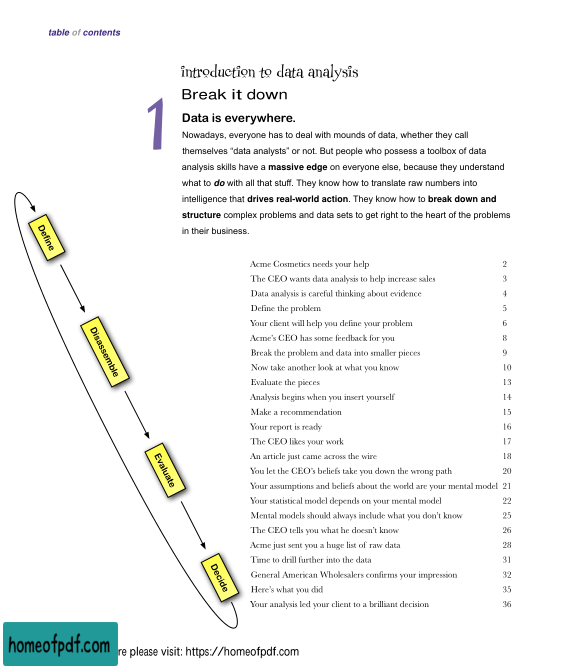 table of contents
introduction to data analysis
1
Break it down
Data is everywhere.
Nowadays, everyone has to deal with mounds of data, whether they call
themselves “data analysts” or not. But people who possess a toolbox of data
analysis skills have a massive edge on everyone else, because they understand
what to do with all that stuff. They know how to translate raw numbers into
intelligence that drives real-world action. They know how to break down and
structure complex problems and data sets to get right to the heart of the problems
in their business.
Define
Disassemble
Evaluate
Decide
Acme Cosmetics needs your help 2
The CEO wants data analysis to help increase sales 3
Data analysis is careful thinking about evidence 4
Define the problem 5
Your client will help you define your problem 6
Acme’s CEO has some feedback for you 8
Break the problem and data into smaller pieces 9
Now take another look at what you know 10
Evaluate the pieces 13
Analysis begins when you insert yourself 14
Make a recommendation 15
Your report is ready 16
The CEO likes your work 17
An article just came across the wire 18
You let the CEO’s beliefs take you down the wrong path 20
Your assumptions and beliefs about the world are your mental model 21
Your statistical model depends on your mental model 22
Mental models should always include what you don’t know 25
The CEO tells you what he doesn’t know 26
Acme just sent you a huge list of raw data 28
Time to drill further into the data 31
General American Wholesalers confirms your impression 32
Here’s what you did 35
Your analysis led your client to a brilliant decision 36
homeofpdf.com
re please visit: https://homeofpdf.com